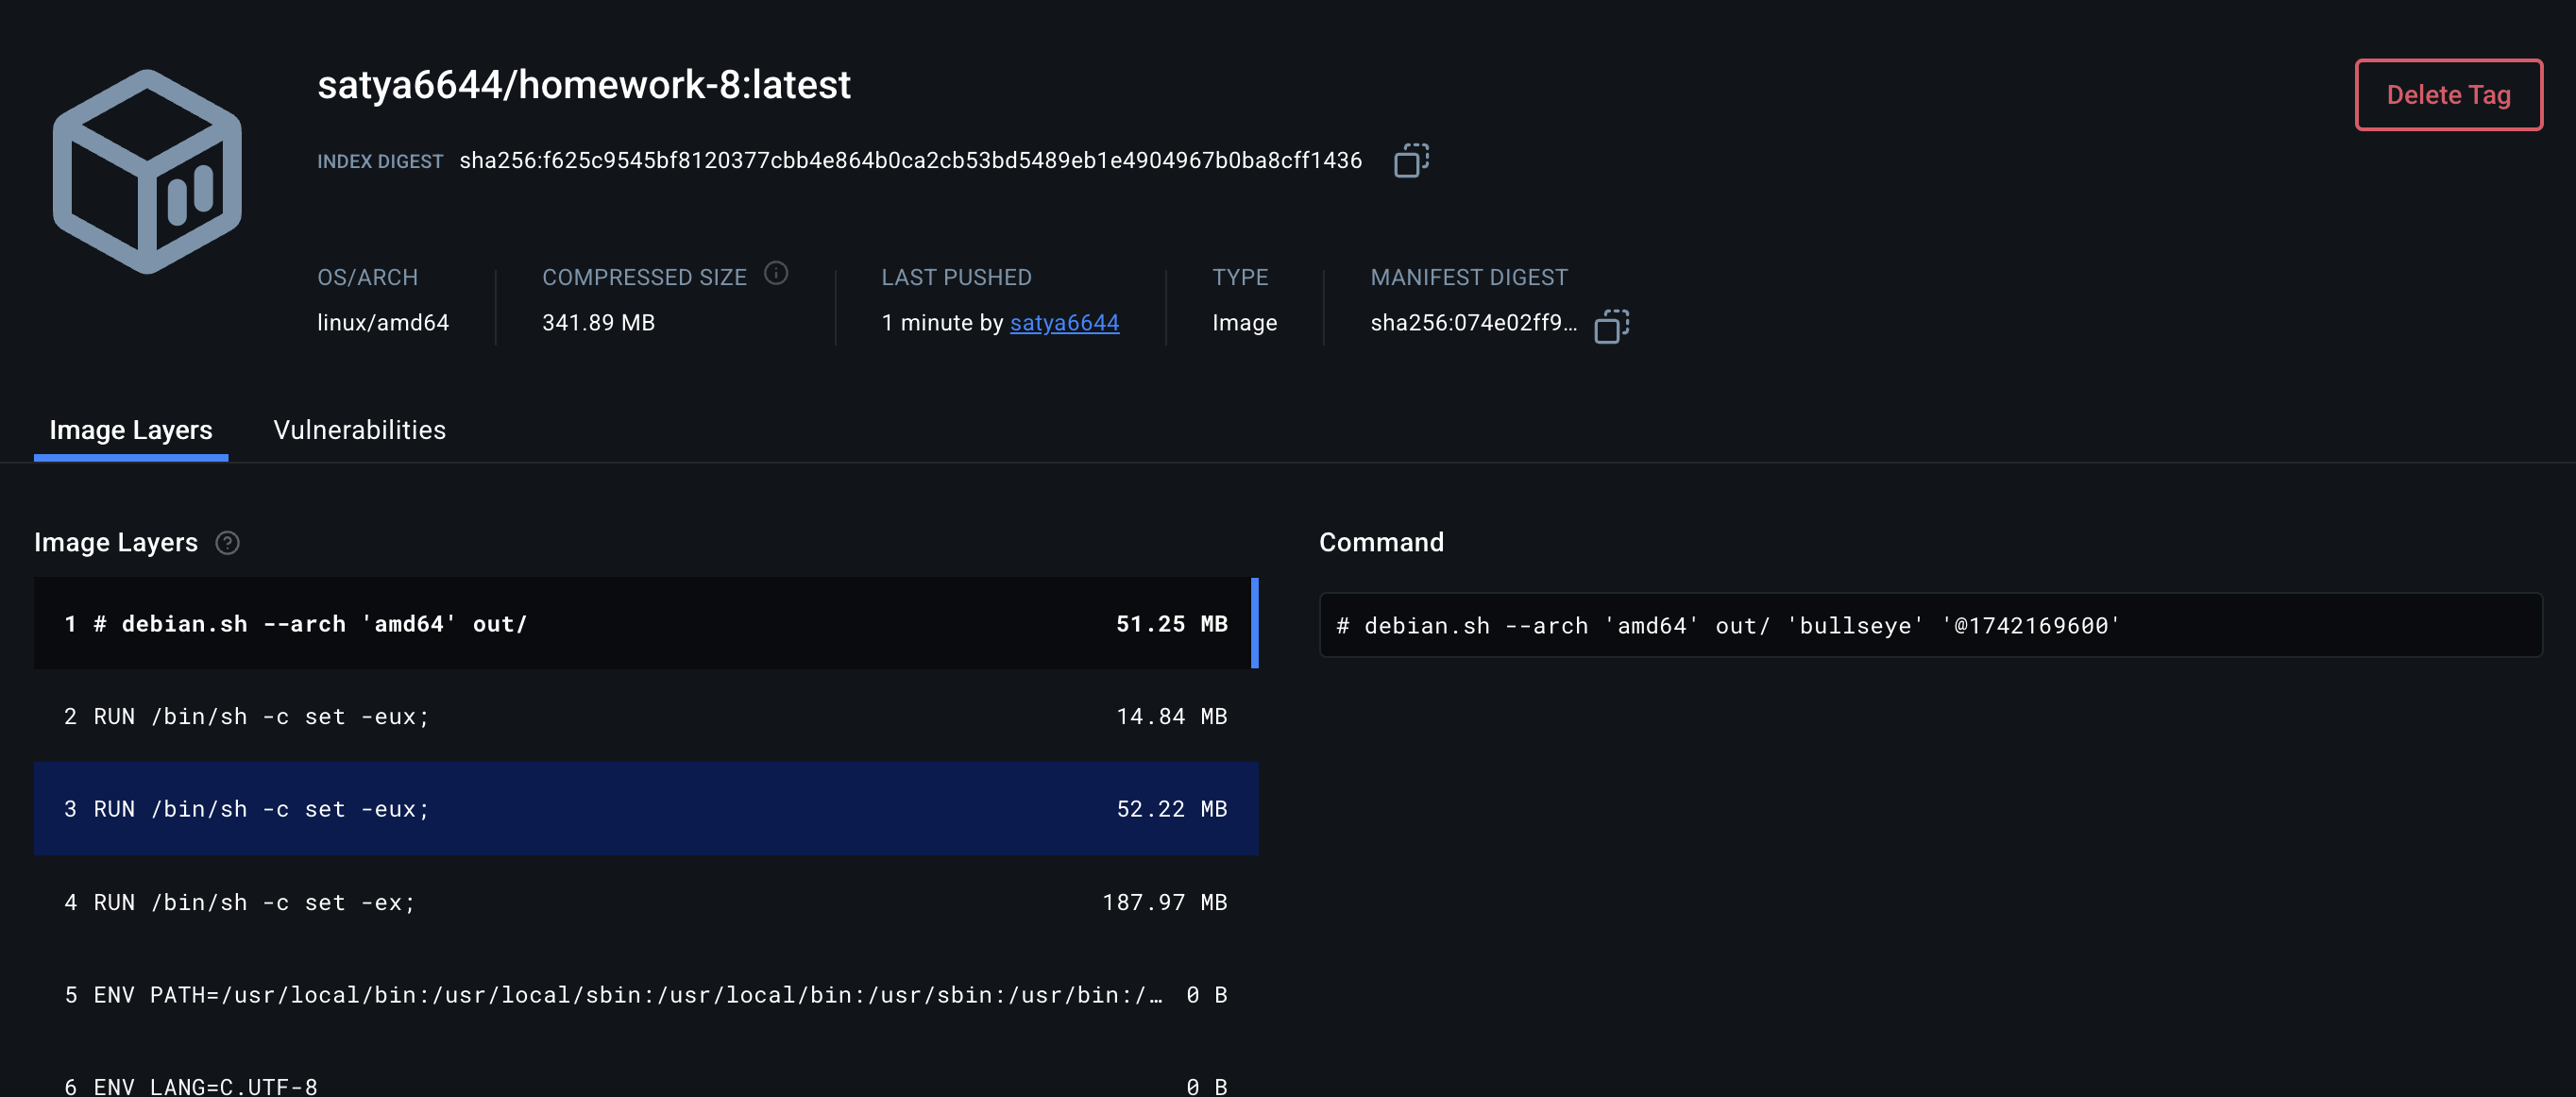 satya6644/homework-8:latest
Delete Tag
INDEX DIGEST sha256:f625c9545bf8120377cbb4e864b0ca2cb53bd5489eb1e4904967b0ba8cff1436
OS/ARCH
linux/amd64
COMPRESSED SIZE
341.89 MB
LAST PUSHED
1 minute by satya6644
TYPE
Image
MANIFEST DIGEST
sha256:074e02ff9...
Image Layers
Vulnerabilities
Image Layers
1 # debian.sh --arch 'amd64' out/ 51.25 MB
2 RUN /bin/sh -c set -eux; 14.84 MB
3 RUN /bin/sh -c set -eux; 52.22 MB
4 RUN /bin/sh -c set -ex; 187.97 MB
5 ENV PATH=/usr/local/bin:/usr/local/sbin:/usr/local/bin:/usr/sbin:/usr/bin:/… 0 B
6 ENV LANG=C.UTF-8 0 B
Command
# debian.sh --arch 'amd64' out/ 'bullseye' '@1742169600'